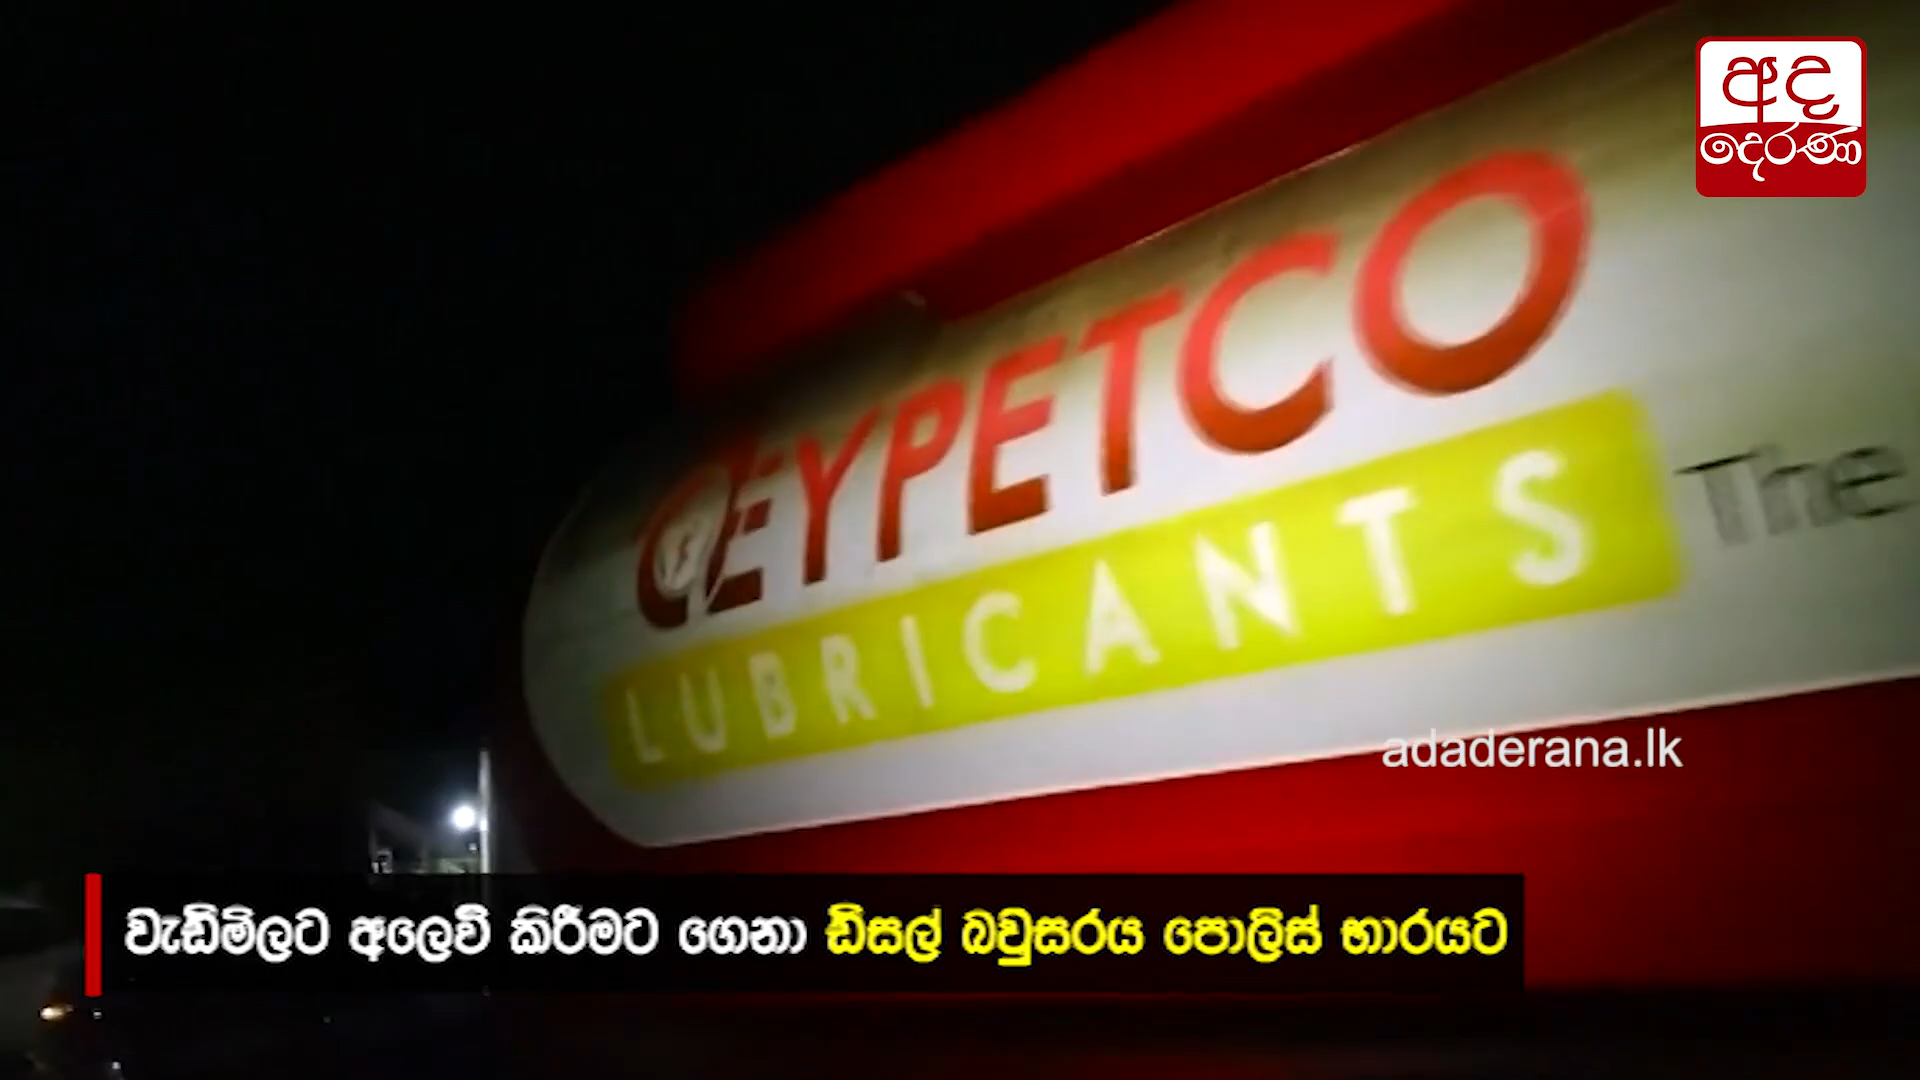 අද
දෙරණ
CEYPETCO
LUBRICANTS
The
adaderana.lk
වැඩිමිලට අලෙවි කිරීමට ගෙනා ඩීසල් බවුසරය පොලිස් භාරයට